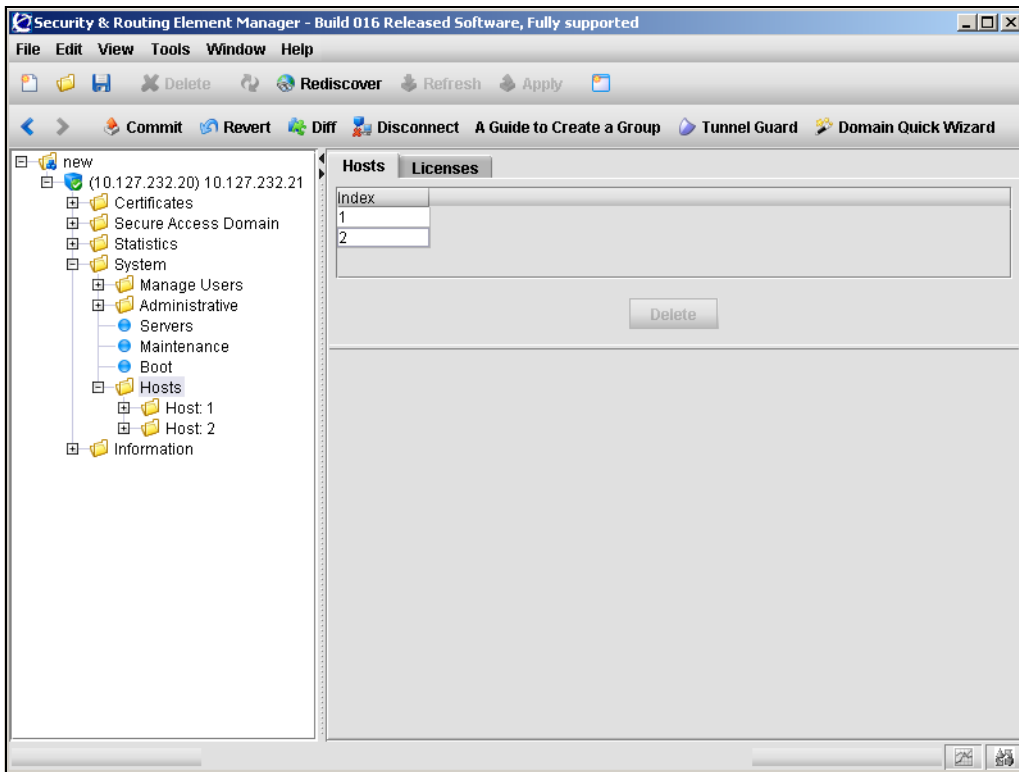 Security & Routing Element Manager - Build 016 Released Software, Fully supported
File Edit View Tools Window Help
Delete Rediscover Refresh Apply
Commit Revert Diff Disconnect A Guide to Create a Group Tunnel Guard Domain Quick Wizard
new
(10.127.232.20) 10.127.232.21
Certificates
Secure Access Domain
Statistics
System
Manage Users
Administrative
Servers
Maintenance
Boot
Hosts
Host: 1
Host: 2
Information
Hosts Licenses
Index
1
2
Delete